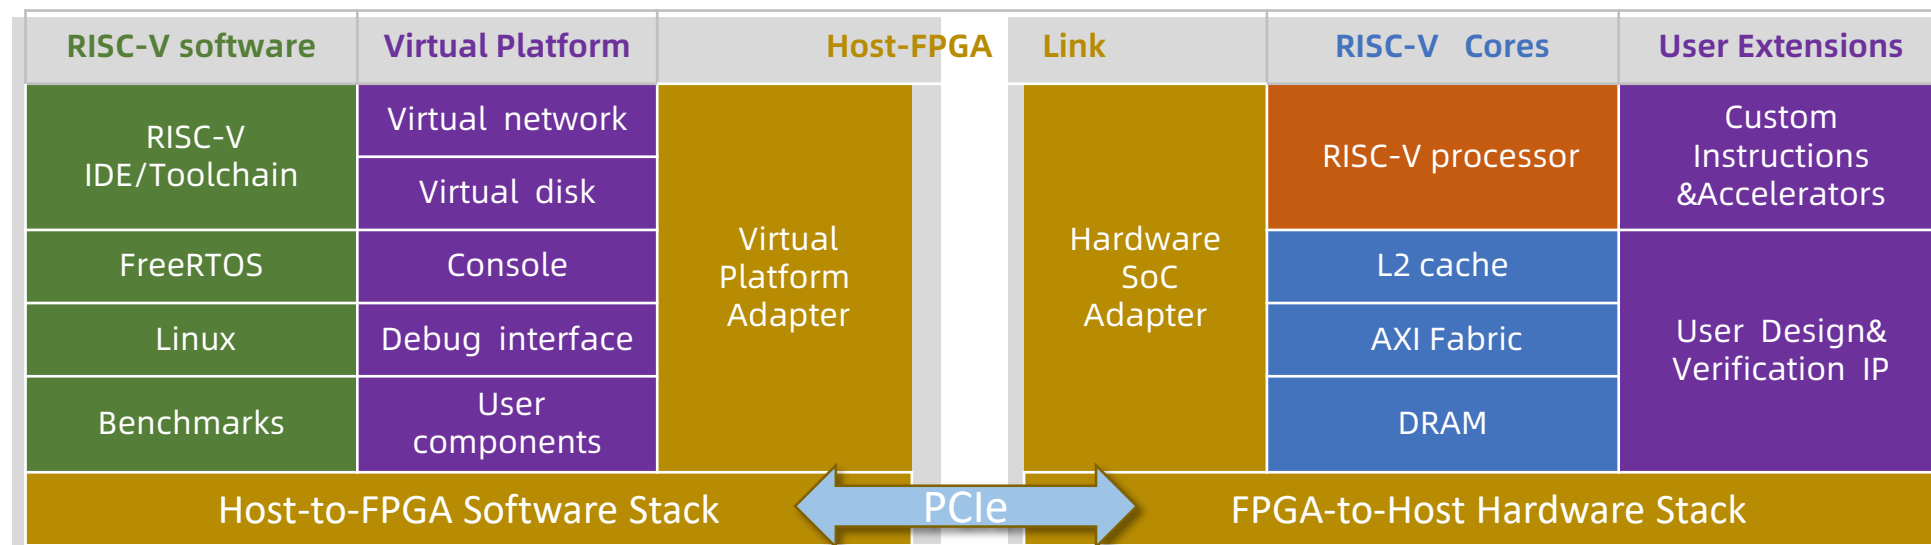 RISC-V software
Virtual Platform
Host-FPGA Link
RISC-V Cores
User Extensions
RISC-V
IDE/Toolchain
FreeRTOS
Linux
Benchmarks
Virtual network
Virtual disk
Console
Debug interface
User
components
Virtual
Platform
Adapter
Hardware
SoC
Adapter
RISC-V processor
L2 cache
AXI Fabric
DRAM
Custom
Instructions
&Accelerators
User Design&
Verification IP
Host-to-FPGA Software Stack
PCIe
FPGA-to-Host Hardware Stack